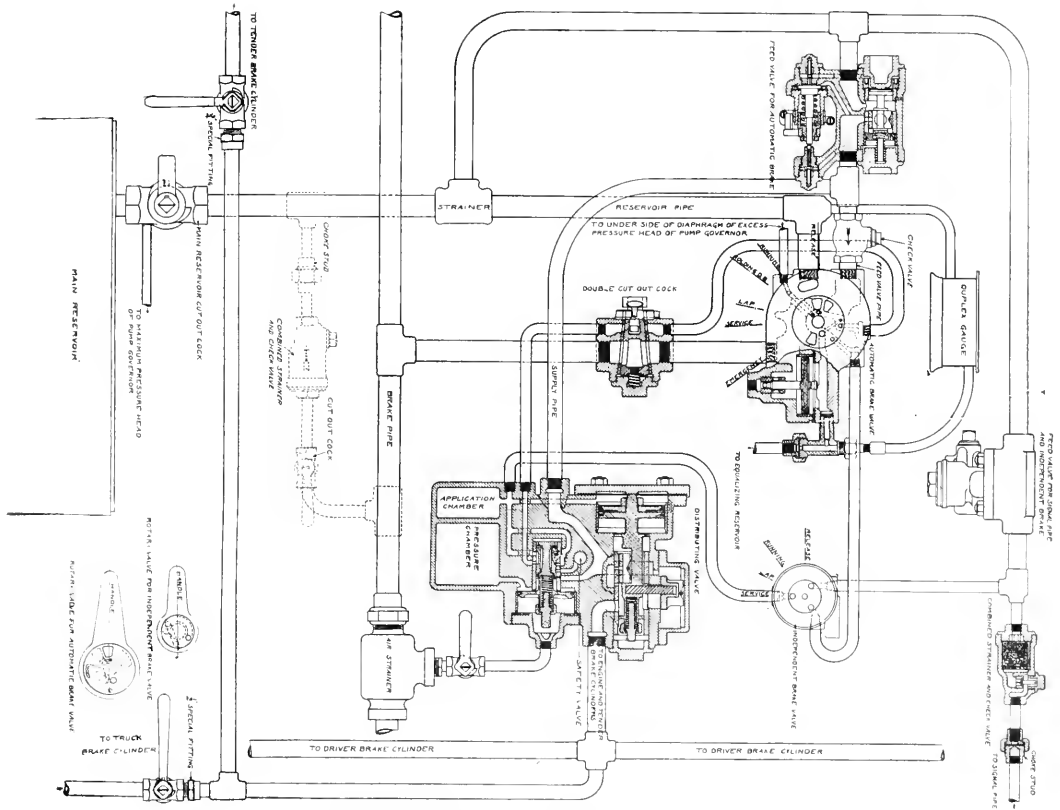 TO TENDER BRAKE CYLINDER
SPECIAL FITTING
MAIN RESERVOIR CUT OUT COCK
MAIN RESERVOIR
TO MAXIMUM PRESSURE HEAD
OF PUMP GOVERNOR
CHOKE STUD
COMBINED STRAINER
AND CHECK VALVE
CUT OUT COCK
STRAINER
RESERVOIR PIPE
TO UNDER SIDE OF DIAPHRAGM OF EXCESS
PRESSURE HEAD OF PUMP GOVERNOR
FEED VALVE FOR AUTOMATIC BRAKE
CHECK VALVE
FEED VALVE PIPE
DUPLEX GAUGE
DOUBLE CUT OUT COCK
RELEASE
RUNNING
HOLDING
LAP
SERVICE
AUTOMATIC BRAKE VALVE
SUPPLY PIPE
BRAKE PIPE
TO EQUALIZING RESERVOIR
FEED VALVE FOR SIGNAL PIPE
AND INDEPENDENT BRAKE
APPLICATION
CHAMBER
PRESSURE
CHAMBER
DISTRIBUTING VALVE
RELEASE
RUNNING
SERVICE
INDEPENDENT BRAKE VALVE
COMBINED STRAINER AND CHECK VALVE
CHOKE STUD
TO SIGNAL PIPE
HANDLE
ROTARY VALVE FOR INDEPENDENT BRAKE VALVE
HANDLE
ROTARY VALVE FOR AUTOMATIC BRAKE VALVE
AIR STRAINER
SAFETY VALVE
TO ENGINE AND TENDER
BRAKE CYLINDERS
TO TRUCK
BRAKE CYLINDER
SPECIAL FITTING
TO DRIVER BRAKE CYLINDER
TO DRIVER BRAKE CYLINDER